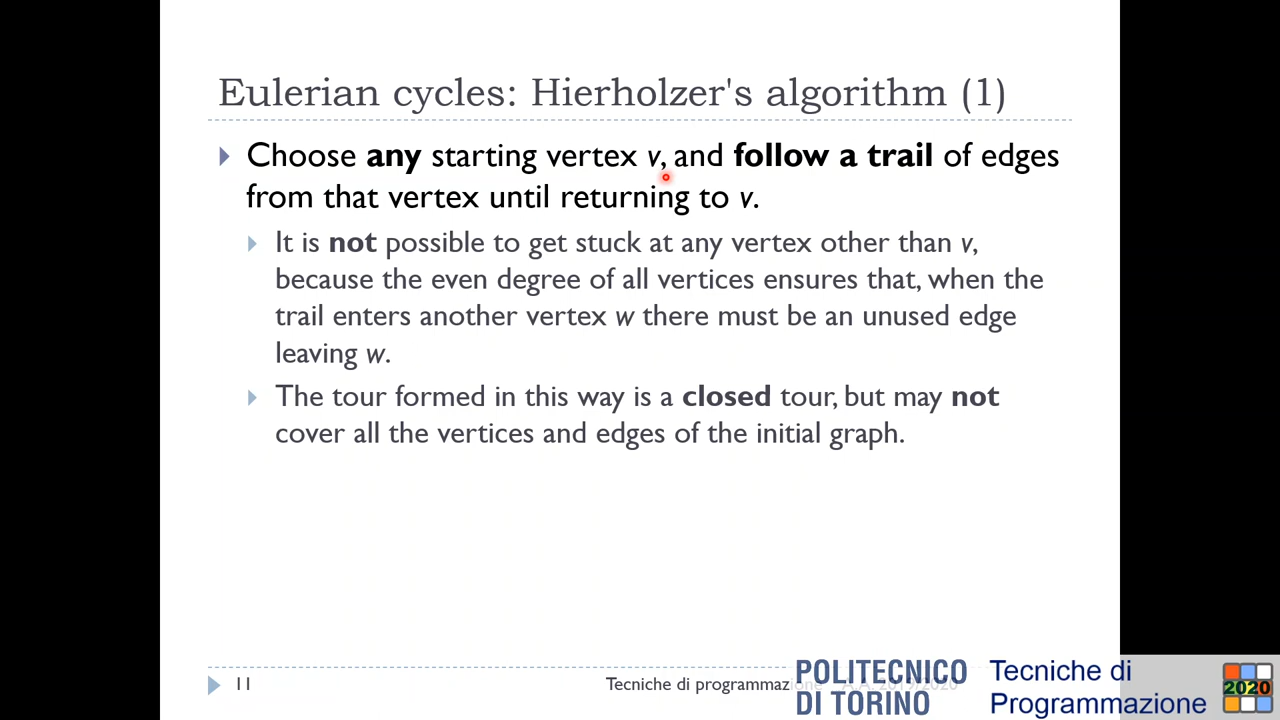 Eulerian cycles: Hierholzer's algorithm (1)
Choose any starting vertex v, and follow a trail of edges
from that vertex until returning to v.
It is not possible to get stuck at any vertex other than v,
because the even degree of all vertices ensures that, when the
trail enters another vertex w there must be an unused edge
leaving w.
The tour formed in this way is a closed tour, but may not
cover all the vertices and edges of the initial graph.
11
Tecniche di programmazione A.A. 2019/2020
POLITECNICO
DI TORINO
Tecniche di
Programmazione
2020